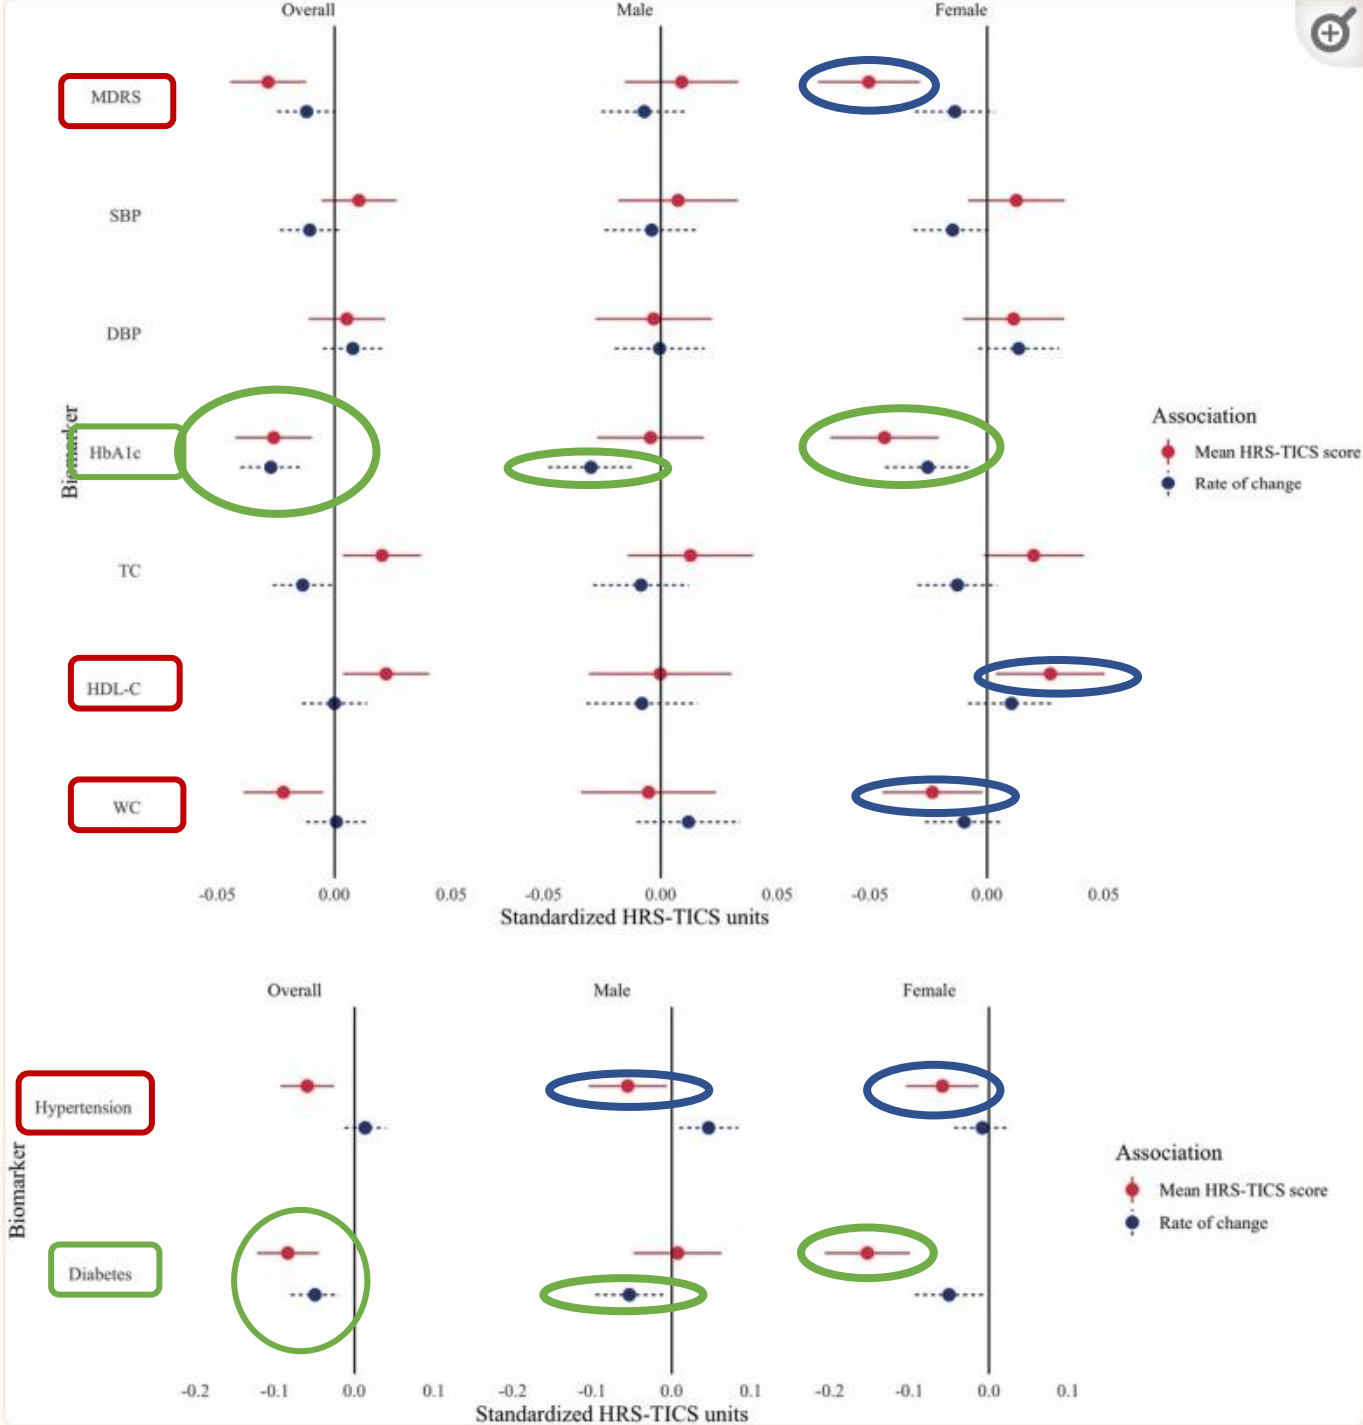 Overall Male Female
MDRS
SBP
DBP
Biomarker
HbA1c
TC
HDL-C
WC
-0.05 0.00 0.05 -0.05 0.00 0.05 -0.05 0.00 0.05
Standardized HRS-TICS units
Association
Mean HRS-TICS score
Rate of change
Overall Male Female
Hypertension
Biomarker
Diabetes
-0.2 -0.1 0.0 0.1 -0.2 -0.1 0.0 0.1 -0.2 -0.1 0.0 0.1
Standardized HRS-TICS units
Association
Mean HRS-TICS score
Rate of change